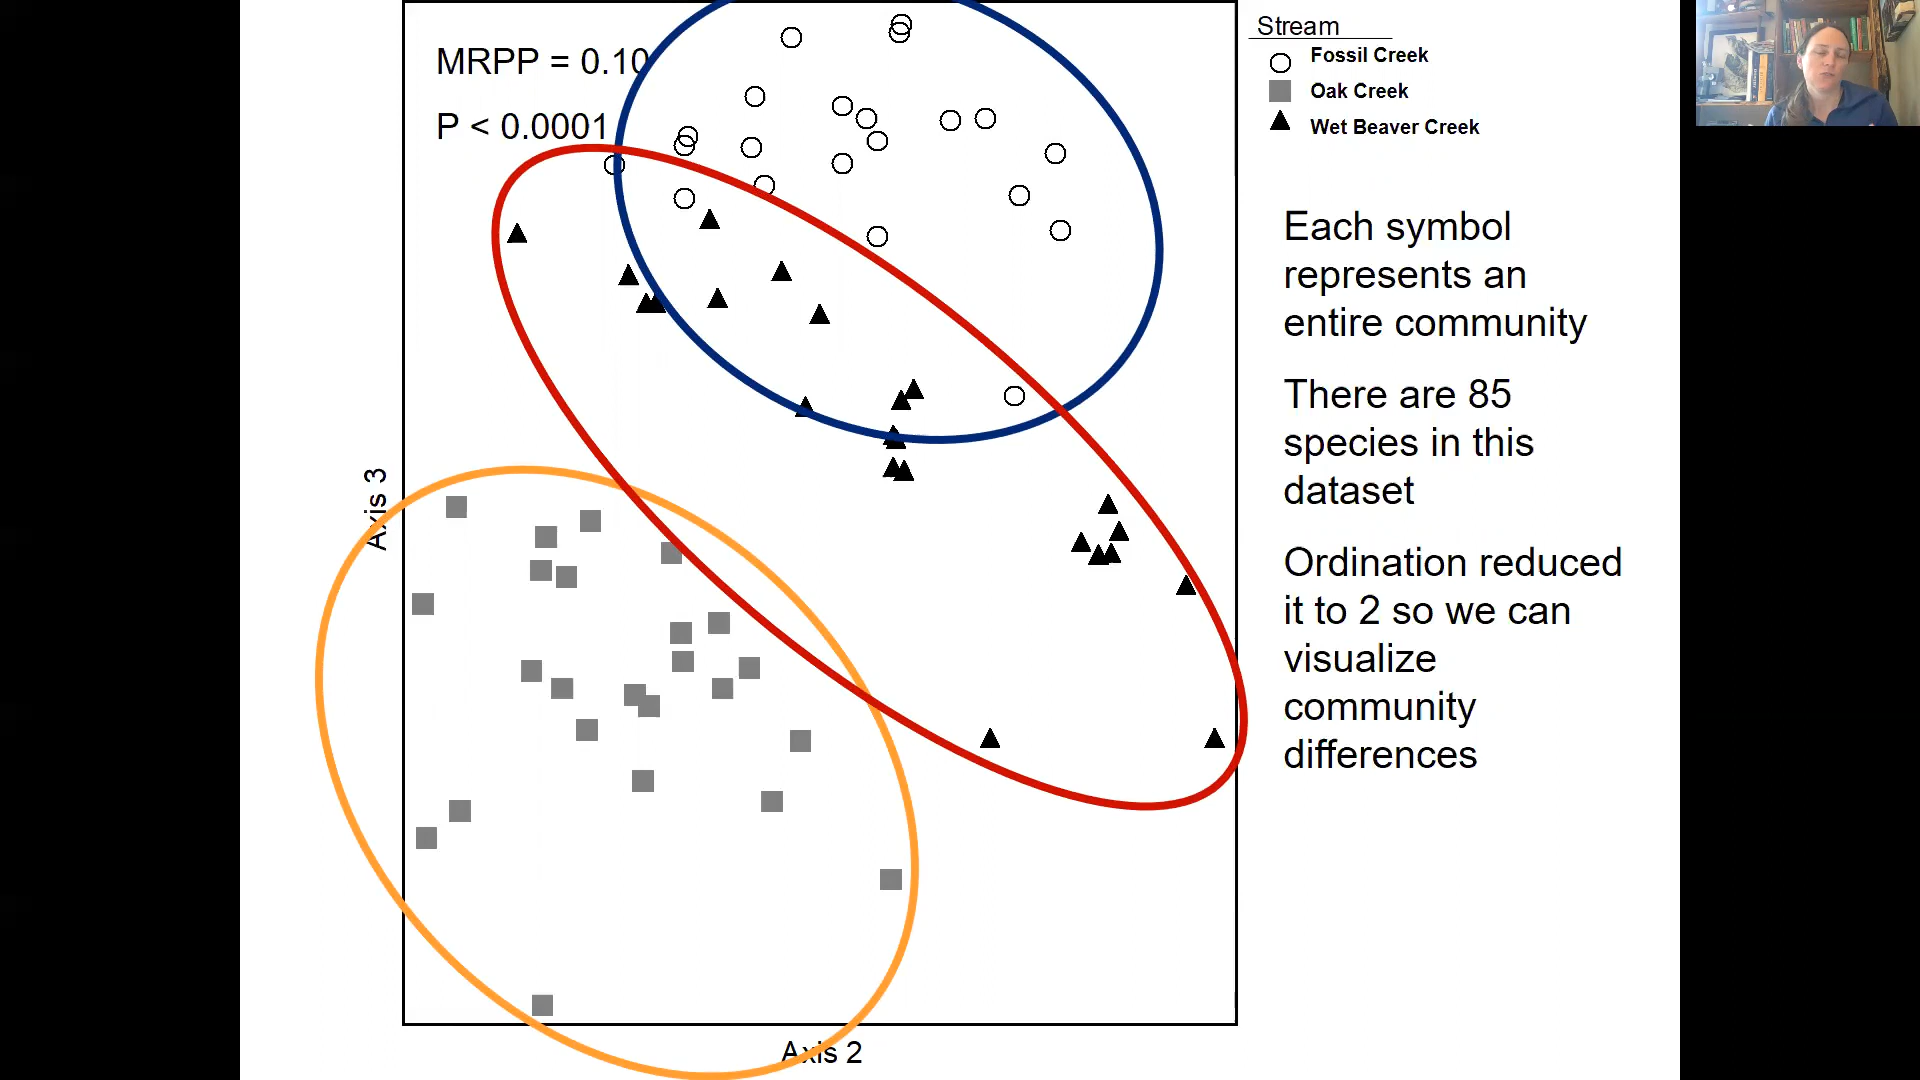 MRPP = 0.10
P < 0.0001
Axis 3
Axis 2
Stream
Fossil Creek
Oak Creek
Wet Beaver Creek
Each symbol
represents an
entire community
There are 85
species in this
dataset
Ordination reduced
it to 2 so we can
visualize
community
differences